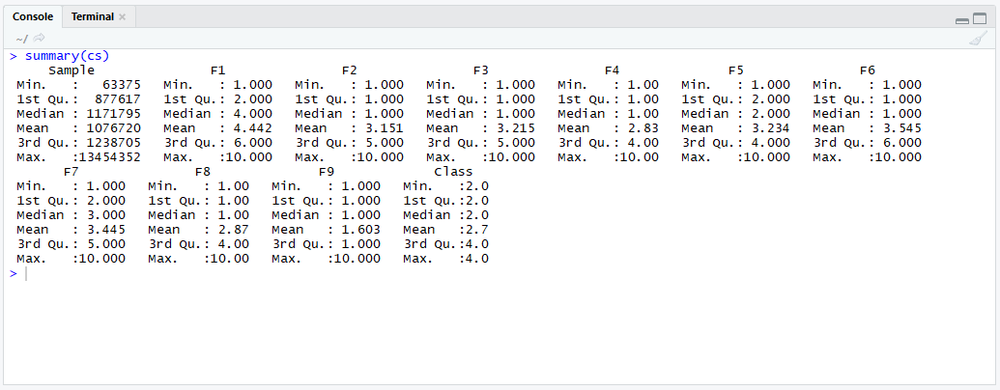 Console Terminal ×
~/
> summary(cs)
     Sample               F1               F2               F3               F4              F5               F6
 Min.   :   63375   Min.   : 1.000   Min.   : 1.000   Min.   : 1.000   Min.   : 1.00   Min.   : 1.000   Min.   : 1.000
 1st Qu.:  877617   1st Qu.: 2.000   1st Qu.: 1.000   1st Qu.: 1.000   1st Qu.: 1.00   1st Qu.: 2.000   1st Qu.: 1.000
 Median : 1171795   Median : 4.000   Median : 1.000   Median : 1.000   Median : 1.00   Median : 2.000   Median : 1.000
 Mean   : 1076720   Mean   : 4.442   Mean   : 3.151   Mean   : 3.215   Mean   : 2.83   Mean   : 3.234   Mean   : 3.545
 3rd Qu.: 1238705   3rd Qu.: 6.000   3rd Qu.: 5.000   3rd Qu.: 5.000   3rd Qu.: 4.00   3rd Qu.: 4.000   3rd Qu.: 6.000
 Max.   :13454352   Max.   :10.000   Max.   :10.000   Max.   :10.000   Max.   :10.00   Max.   :10.000   Max.   :10.000
       F7               F8              F9             Class
 Min.   : 1.000   Min.   : 1.00   Min.   : 1.000   Min.   :2.0
 1st Qu.: 2.000   1st Qu.: 1.00   1st Qu.: 1.000   1st Qu.:2.0
 Median : 3.000   Median : 1.00   Median : 1.000   Median :2.0
 Mean   : 3.445   Mean   : 2.87   Mean   : 1.603   Mean   :2.7
 3rd Qu.: 5.000   3rd Qu.: 4.00   3rd Qu.: 1.000   3rd Qu.:4.0
 Max.   :10.000   Max.   :10.00   Max.   :10.000   Max.   :4.0
>